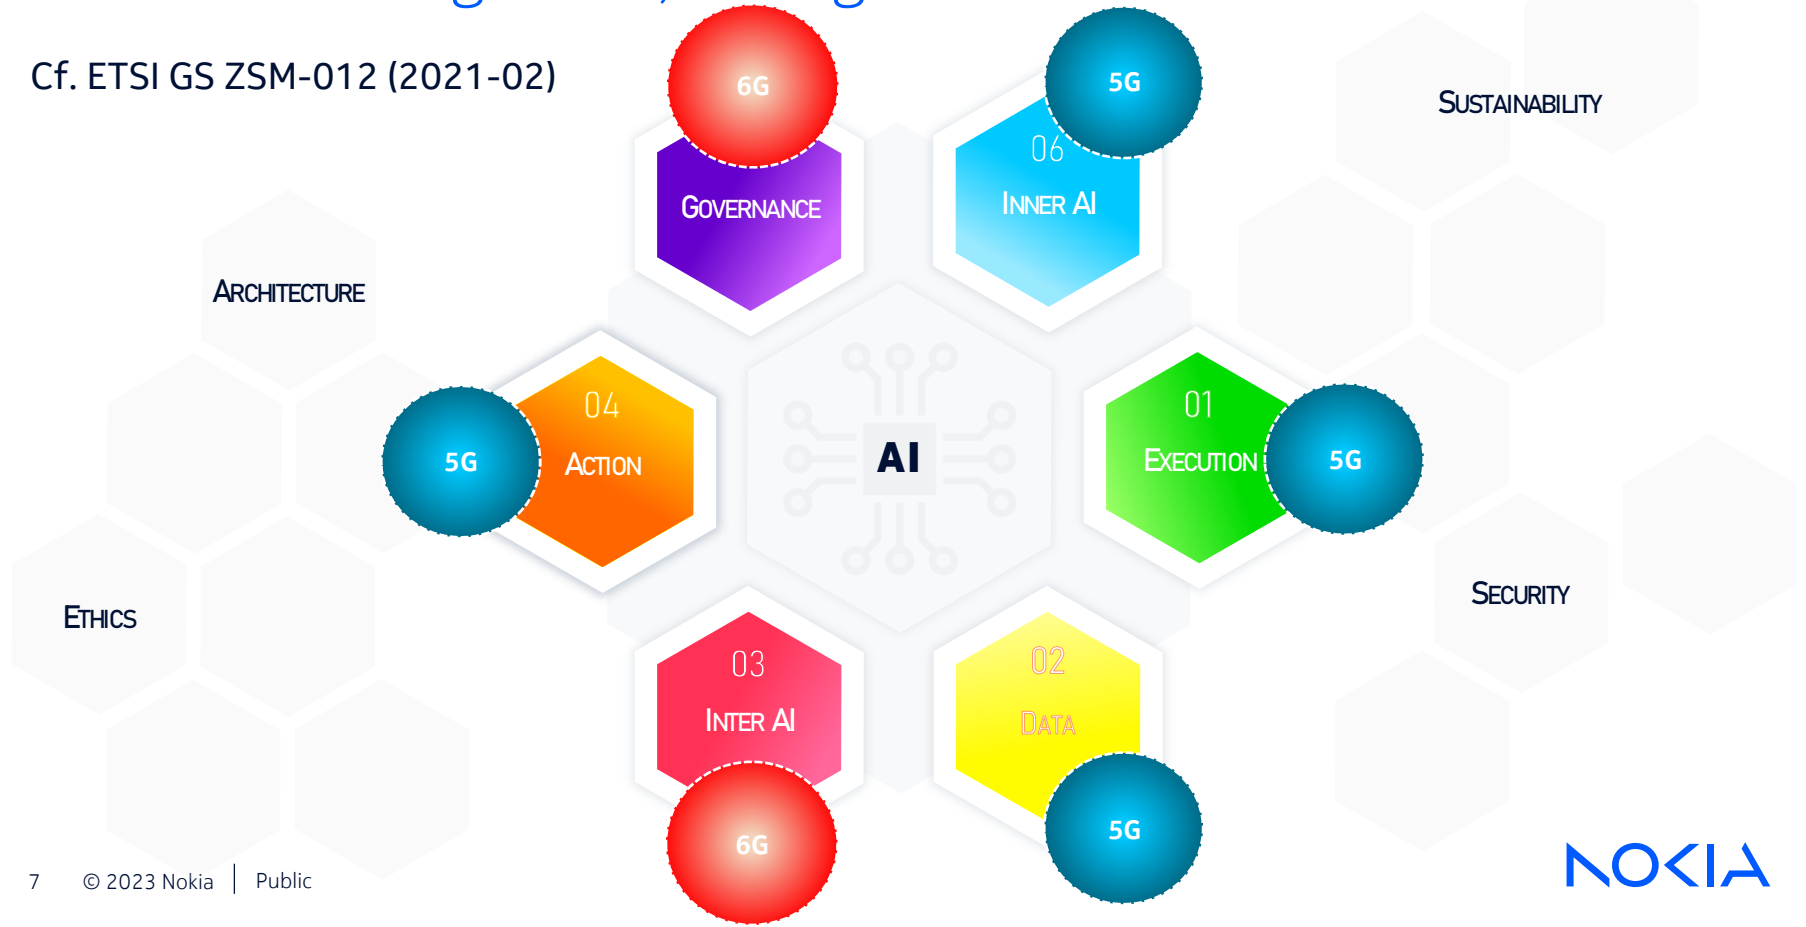 Cf. ETSI GS ZSM-012 (2021-02)
6G
5G
SUSTAINABILITY
06
GOVERNANCE
INNER AI
ARCHITECTURE
04
01
5G
ACTION
AI
EXECUTION
5G
ETHICS
SECURITY
03
02
INTER AI
DATA
6G
5G
7
© 2023 Nokia
Public
NOKIA